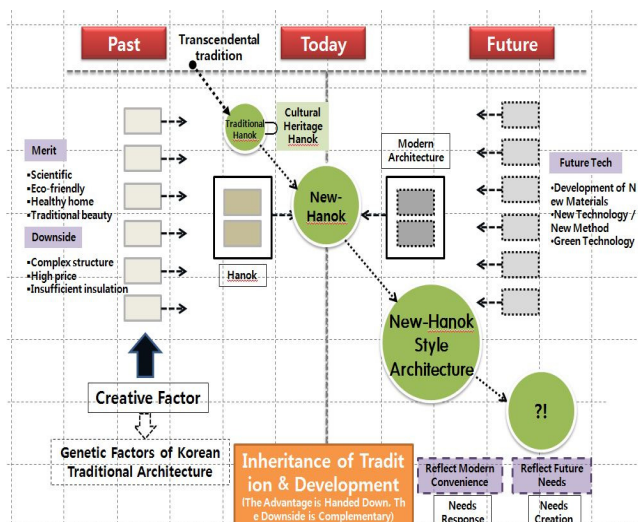 Past
Today
Future
Transcendental
tradition
Traditional
Hanok
Cultural
Heritage
Hanok
Modern
Architecture
Merit
▪Scientific
▪Eco-friendly
▪Healthy home
▪Traditional beauty
Downside
▪Complex structure
▪High price
▪Insufficient insulation
Hanok
New-
Hanok
Future Tech
▪Development of N
ew Materials
▪New Technology /
New Method
▪Green Technology
New-Hanok
Style
Architecture
?!
Creative Factor
Genetic Factors of Korean
Traditional Architecture
Inheritance of Tradit
ion & Development
(The Advantage is Handed Down, Th
e Downside is Complementary)
Reflect Modern
Convenience
Reflect Future
Needs
Needs
Response
Needs
Creation